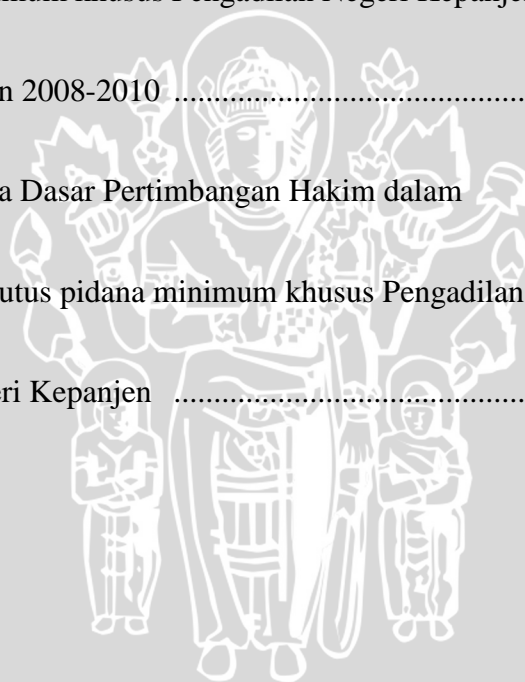 n 2008-2010 ...................................
a Dasar Pertimbangan Hakim dalam
utus pidana minimum khusus Pengadilan
eri Kepanjen ...................................